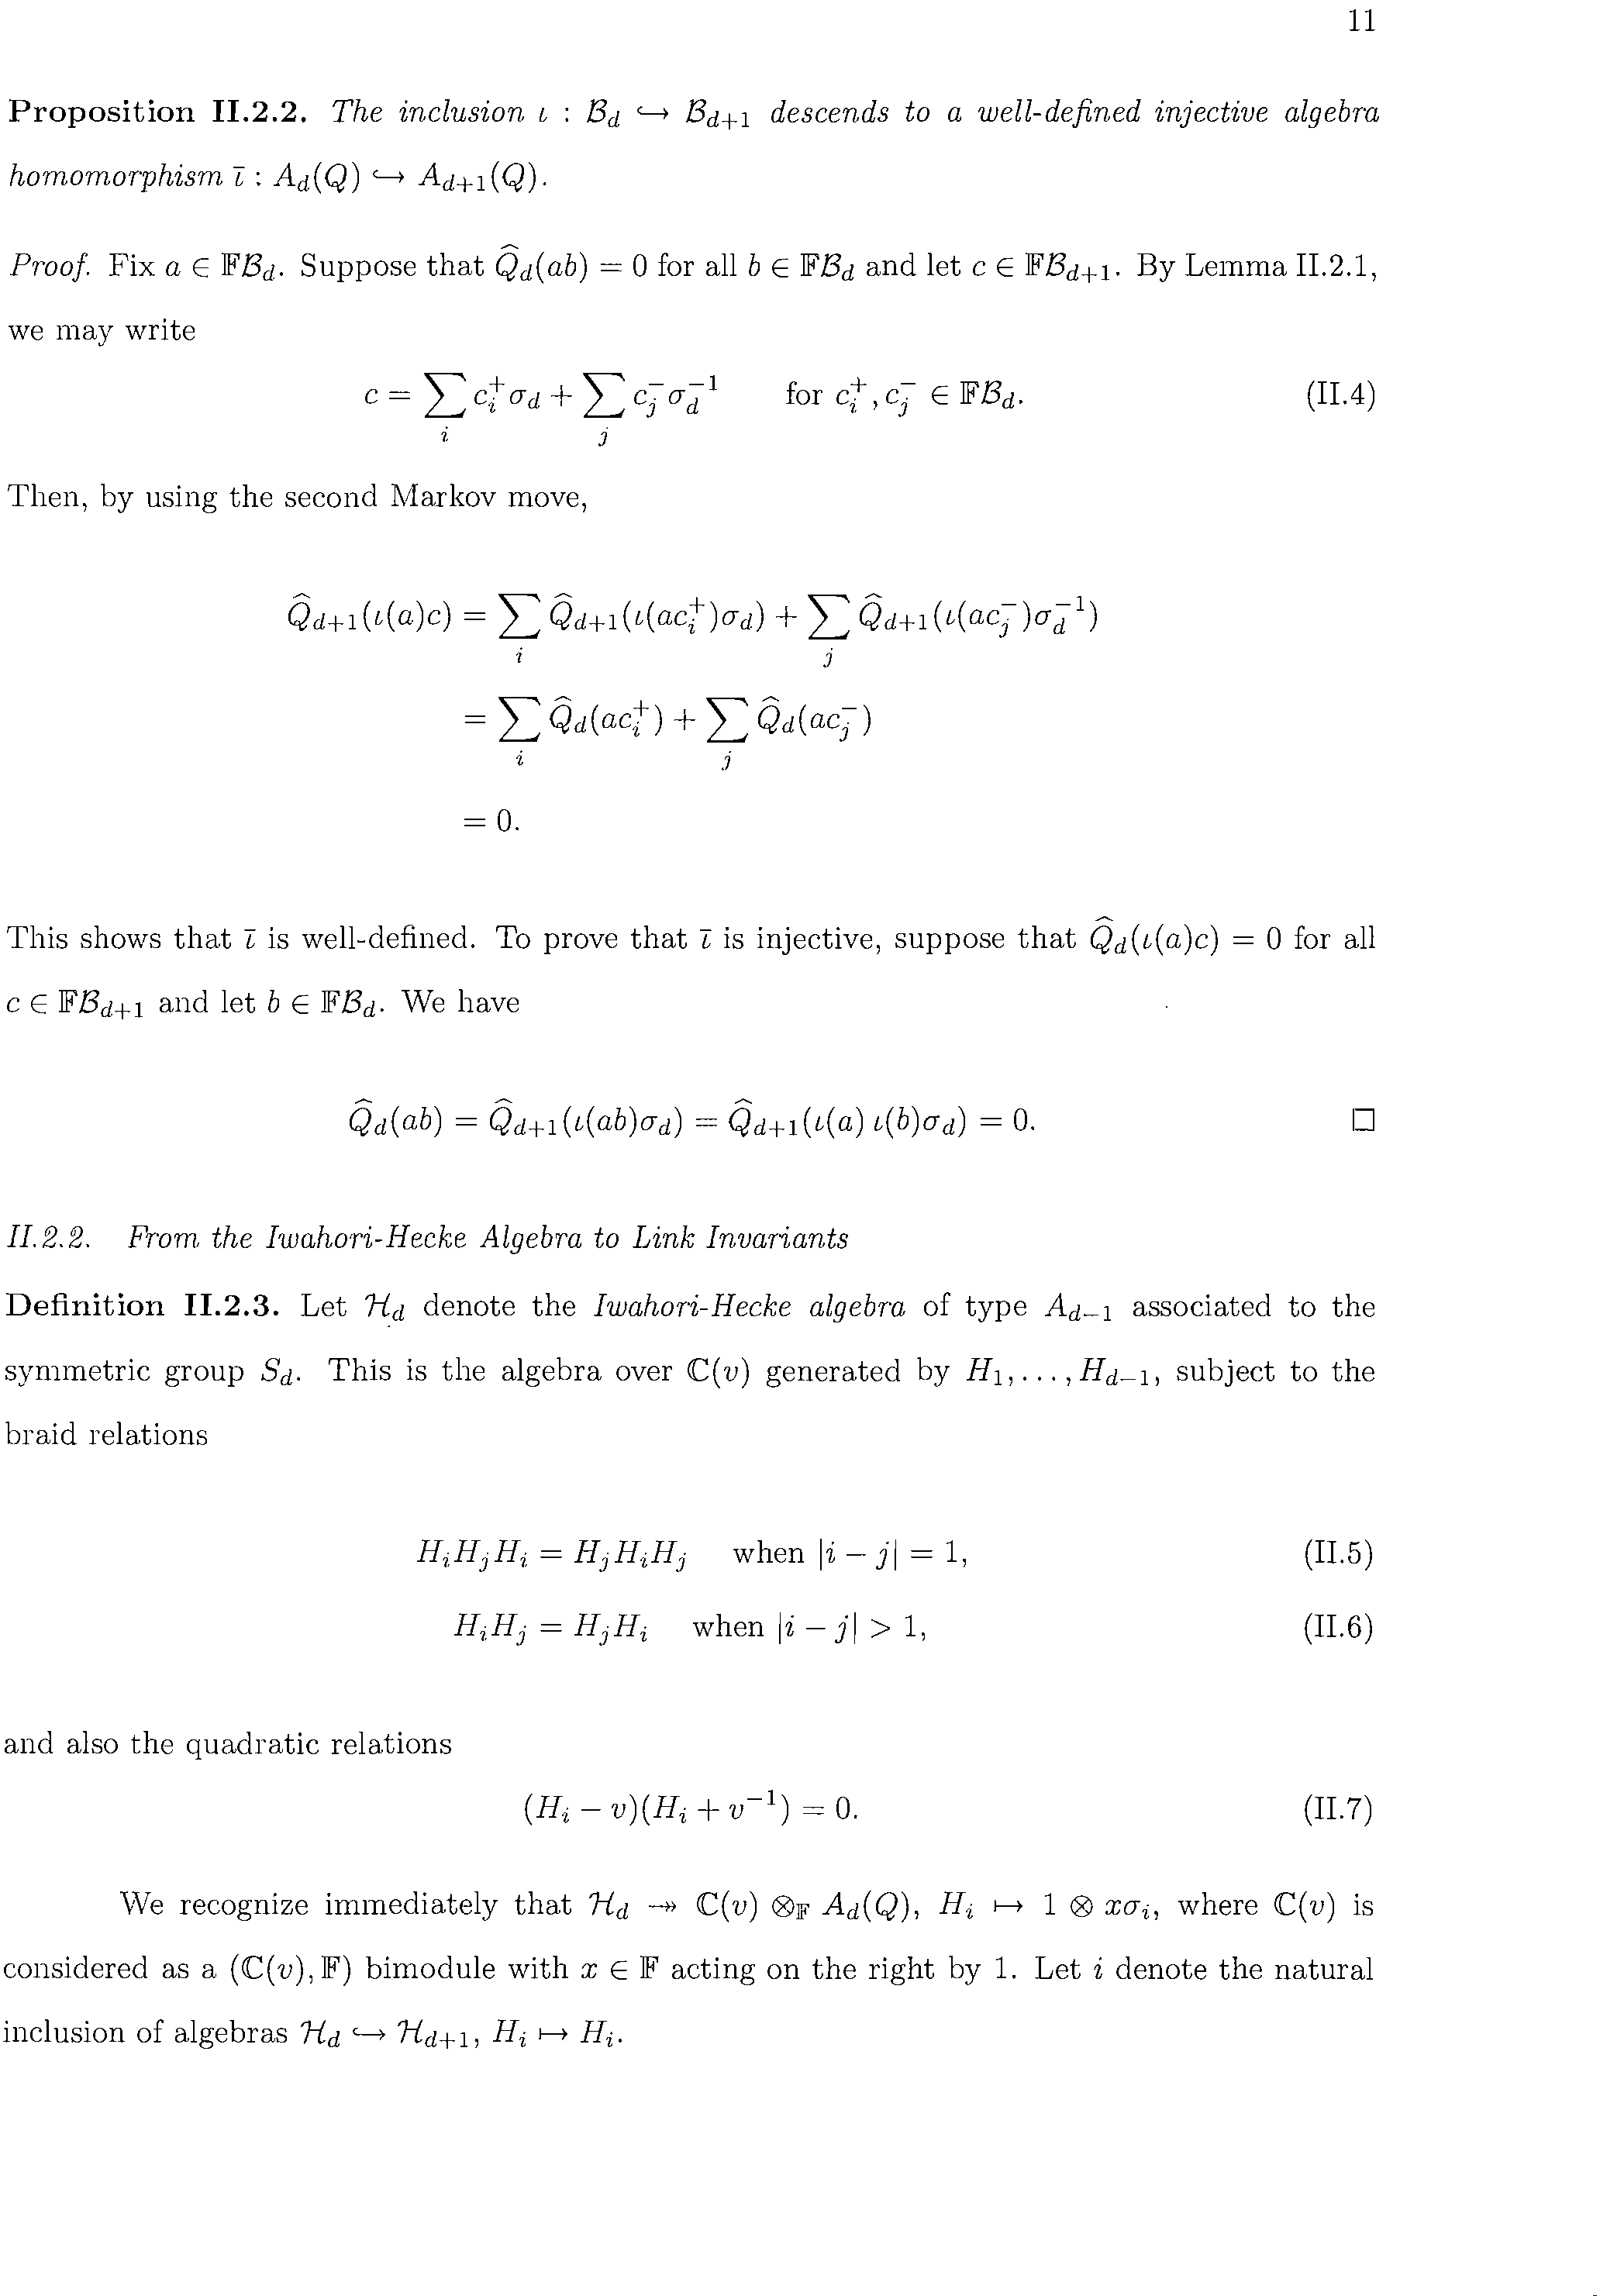 11
Proposition II.2.2. The inclusion ι : ℬ_d ↪ ℬ_{d+1} descends to a well-defined injective algebra
homomorphism ῑ : A_d(Q) ↪ A_{d+1}(Q).
Proof. Fix a ∈ 𝔽ℬ_d. Suppose that Q̂_d(ab) = 0 for all b ∈ 𝔽ℬ_d and let c ∈ 𝔽ℬ_{d+1}. By Lemma II.2.1,
we may write
c = ∑_i c_i^+ σ_d + ∑_j c_j^- σ_d^{-1} for c_i^+, c_j^- ∈ 𝔽ℬ_d. (II.4)
Then, by using the second Markov move,
Q̂_{d+1}(ι(a)c) = ∑_i Q̂_{d+1}(ι(ac_i^+)σ_d) + ∑_j Q̂_{d+1}(ι(ac_j^-)σ_d^{-1})
= ∑_i Q̂_d(ac_i^+) + ∑_j Q̂_d(ac_j^-)
= 0.
This shows that ῑ is well-defined. To prove that ῑ is injective, suppose that Q̂_d(ι(a)c) = 0 for all
c ∈ 𝔽ℬ_{d+1} and let b ∈ 𝔽ℬ_d. We have
Q̂_d(ab) = Q̂_{d+1}(ι(ab)σ_d) = Q̂_{d+1}(ι(a) ι(b)σ_d) = 0. □
II.2.2. From the Iwahori-Hecke Algebra to Link Invariants
Definition II.2.3. Let ℋ_d denote the Iwahori-Hecke algebra of type A_{d−1} associated to the
symmetric group S_d. This is the algebra over ℂ(v) generated by H_1, . . . , H_{d−1}, subject to the
braid relations
H_iH_jH_i = H_jH_iH_j when |i − j| = 1, (II.5)
H_iH_j = H_jH_i when |i − j| > 1, (II.6)
and also the quadratic relations
(H_i − v)(H_i + v^{−1}) = 0. (II.7)
We recognize immediately that ℋ_d ↠ ℂ(v) ⊗_𝔽 A_d(Q), H_i ↦ 1 ⊗ xσ_i, where ℂ(v) is
considered as a (ℂ(v), 𝔽) bimodule with x ∈ 𝔽 acting on the right by 1. Let i denote the natural
inclusion of algebras ℋ_d ↪ ℋ_{d+1}, H_i ↦ H_i.